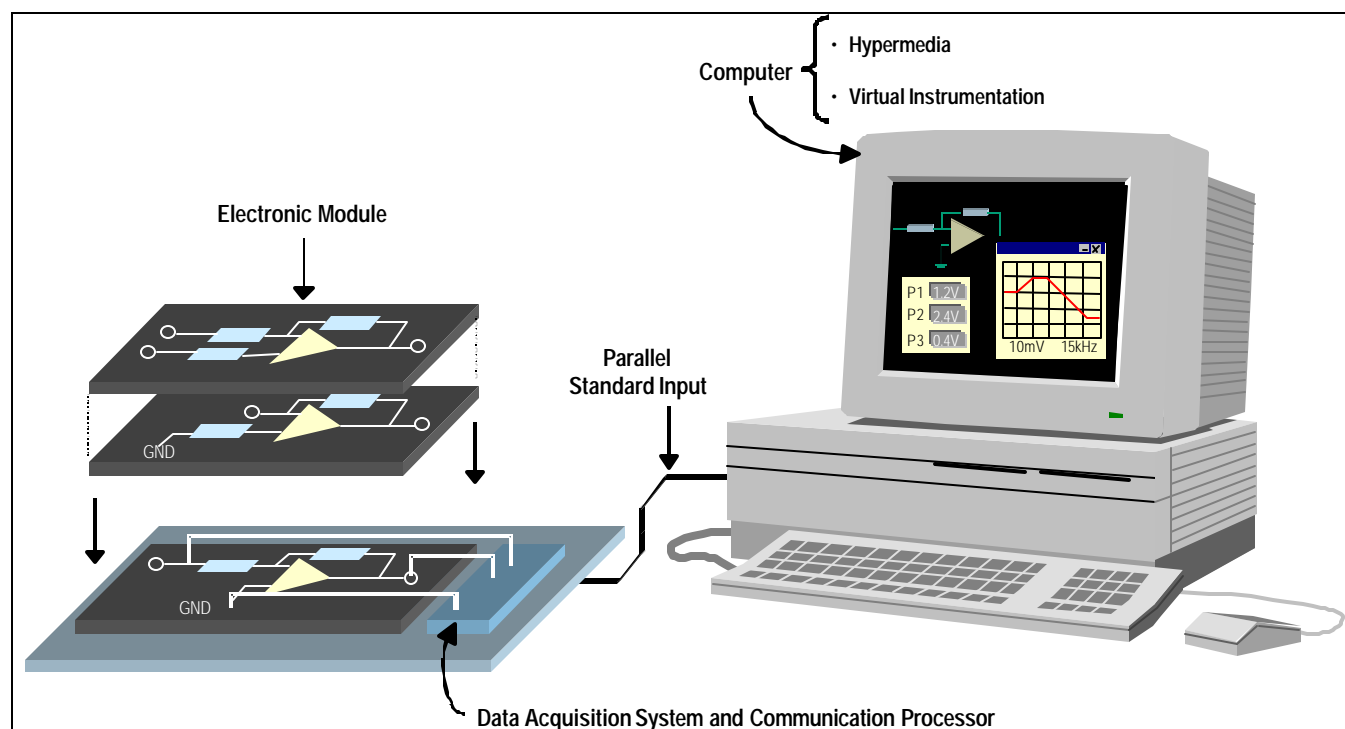 Computer
· Hypermedia
· Virtual Instrumentation
Electronic Module
GND
GND
Parallel
Standard Input
P1 1.2V
P2 2.4V
P3 0.4V
10mV 15kHz
Data Acquisition System and Communication Processor